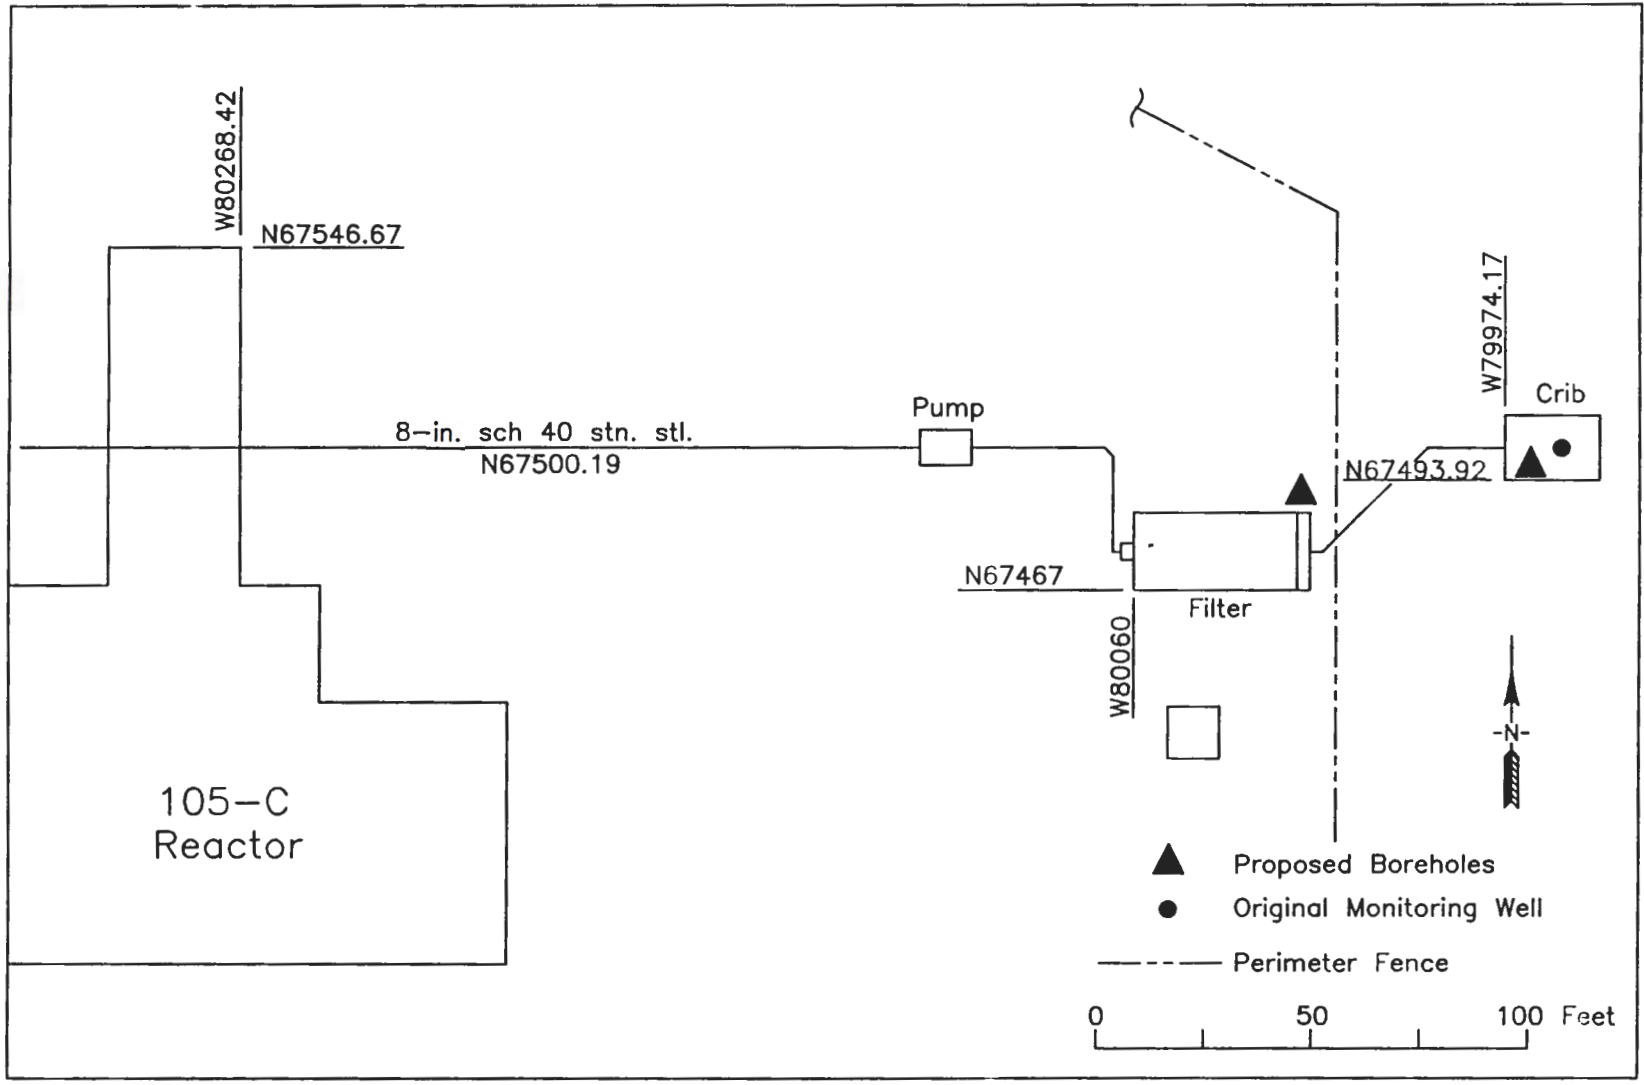 W80268.42
N67546.67
W79974.17
Crib
Pump
8-in. sch 40 stn. stl.
N67500.19
N67493.92
N67467
Filter
W80060
-N-
105-C
Reactor
Proposed Boreholes
Original Monitoring Well
Perimeter Fence
0 50 100 Feet